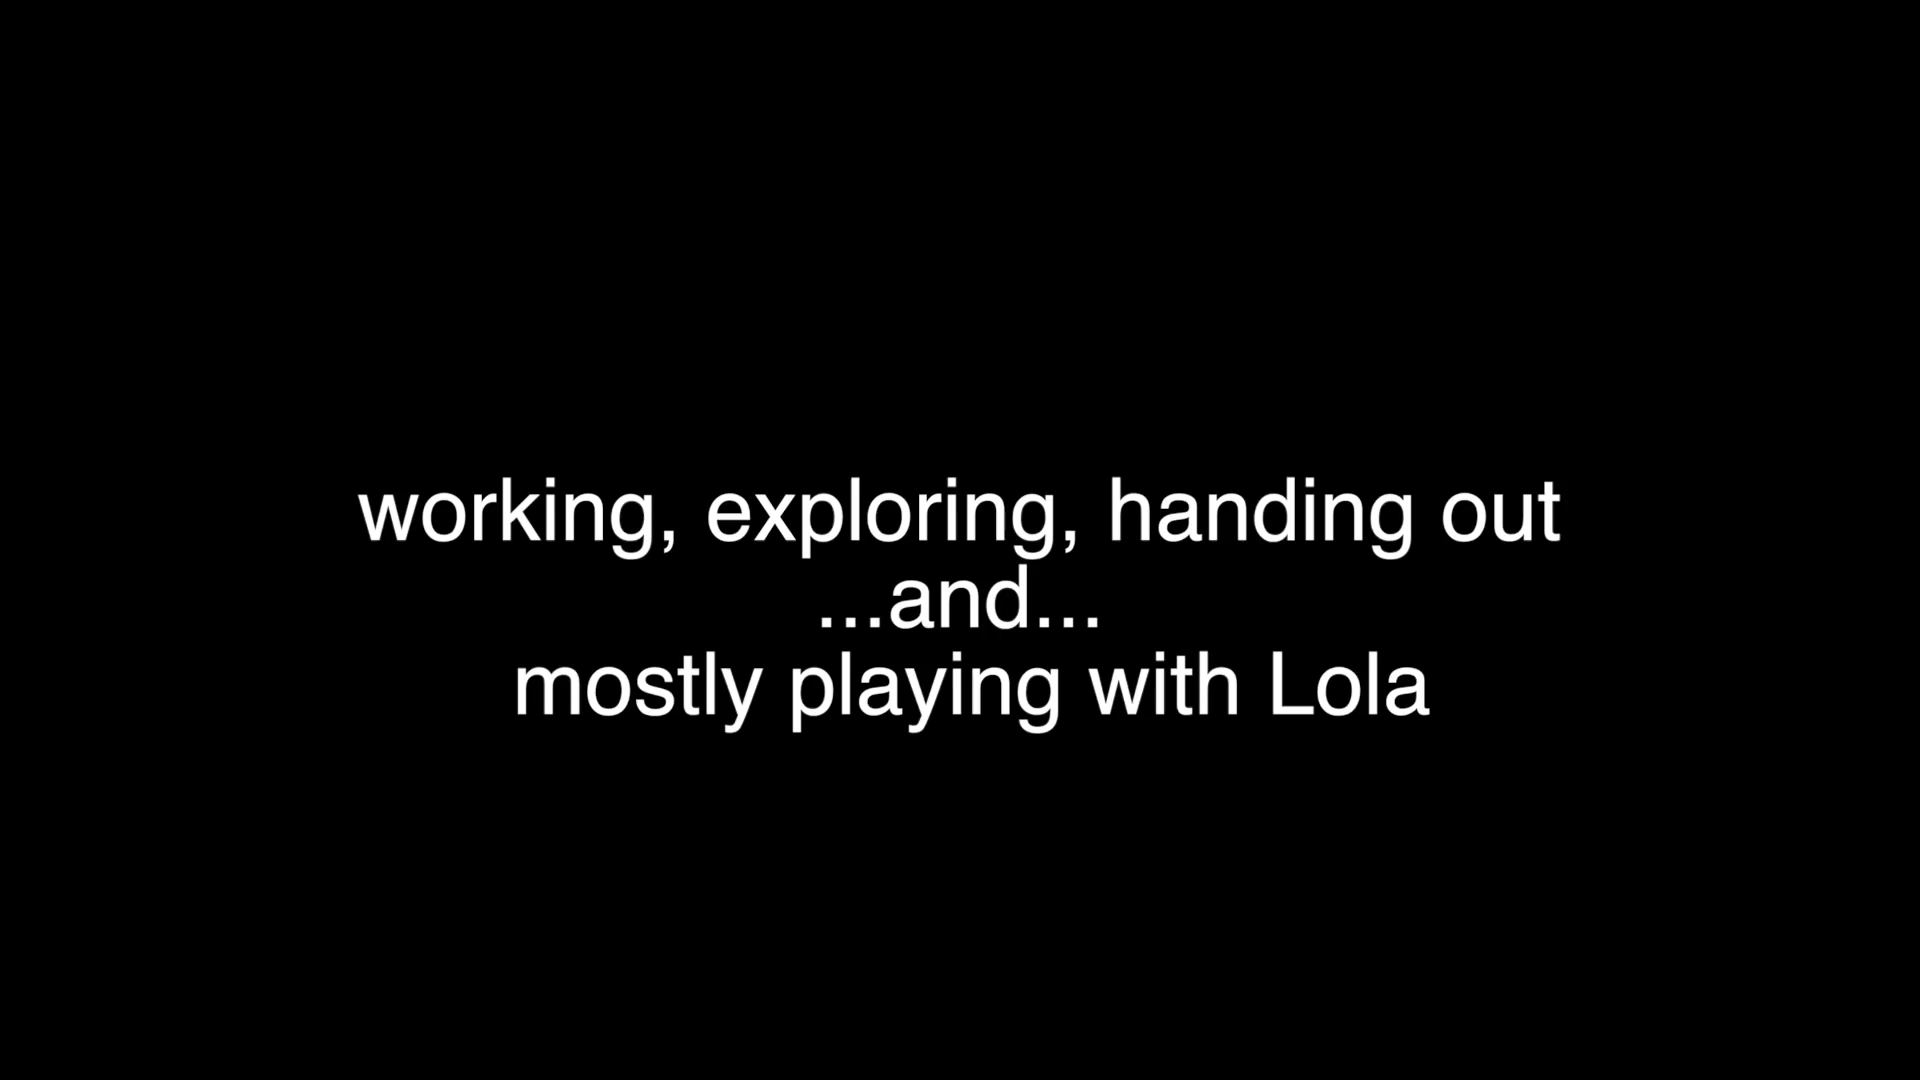 working, exploring, handing out
...and...
mostly playing with Lola